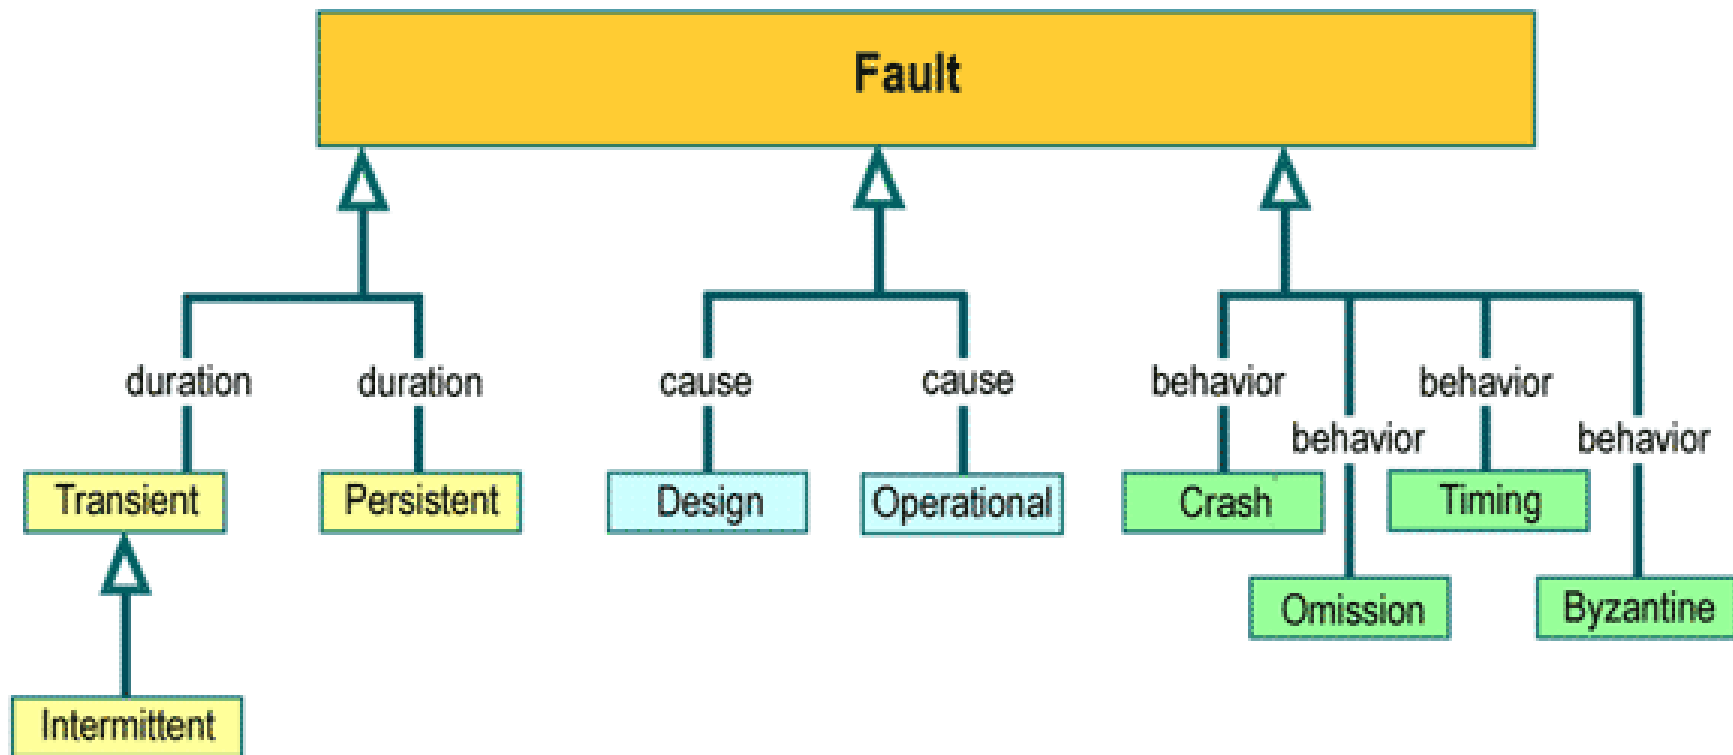 Fault
duration
duration
cause
cause
behavior
behavior
behavior
behavior
Transient
Persistent
Design
Operational
Crash
Timing
Omission
Byzantine
Intermittent